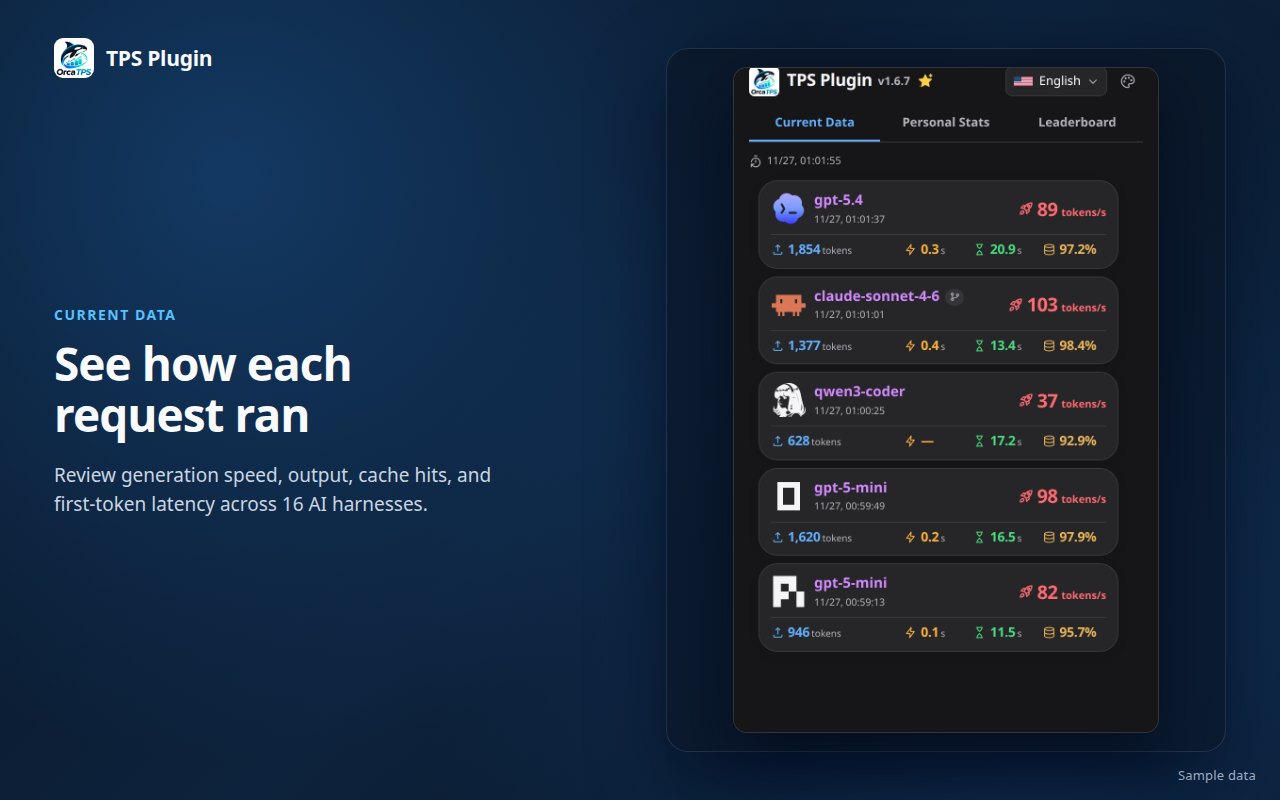 OrcaTPS
TPS Plugin
CURRENT DATA
See how each
request ran
Review generation speed, output, cache hits, and
first-token latency across 16 AI harnesses.
OrcaTPS
TPS Plugin v1.6.7
English
Current Data Personal Stats Leaderboard
11/27, 01:01:55
gpt-5.4
11/27, 01:01:37
89 tokens/s
1,854 tokens 0.3 s 20.9 s 97.2%
claude-sonnet-4-6
11/27, 01:01:01
103 tokens/s
1,377 tokens 0.4 s 13.4 s 98.4%
qwen3-coder
11/27, 01:00:25
37 tokens/s
628 tokens — 17.2 s 92.9%
gpt-5-mini
11/27, 00:59:49
98 tokens/s
1,620 tokens 0.2 s 16.5 s 97.9%
gpt-5-mini
11/27, 00:59:13
82 tokens/s
946 tokens 0.1 s 11.5 s 95.7%
Sample data